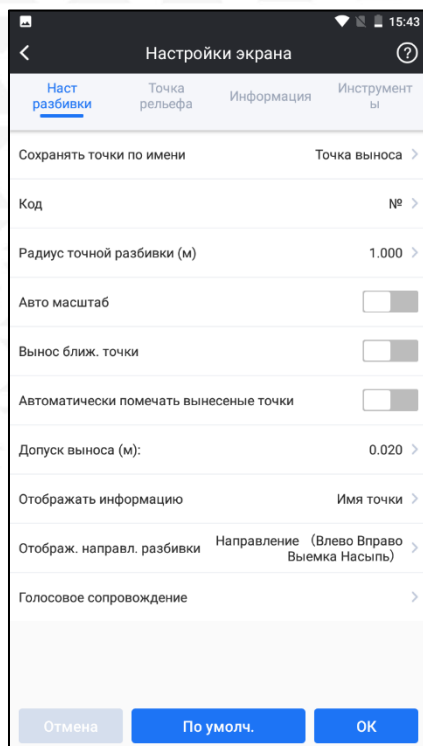 15:43
Настройки экрана
Наст разбивки
Точка рельефа
Информация
Инструменты
Сохранять точки по имени Точка выноса
Код №
Радиус точной разбивки (м) 1.000
Авто масштаб
Вынос ближ. точки
Автоматически помечать вынесеные точки
Допуск выноса (м): 0.020
Отображать информацию Имя точки
Отображ. направл. разбивки Направление （Влево Вправо
Выемка Насыпь）
Голосовое сопровождение
Отмена По умолч. ОК